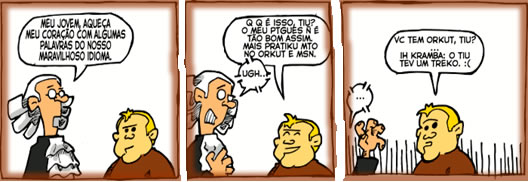 MEU JOVEM, AQUEÇA
MEU CORAÇÃO COM ALGUMAS
PALAVRAS DO NOSSO
MARAVILHOSO IDIOMA.
Q Q É ISSO, TIU?
O MEU PTGUÊS Ñ É
TÃO BOM ASSIM.
MAIS PRATIKU MTO
NO ORKUT E MSN.
UGH...
VC TEM ORKUT, TIU?
...
IH KRAMBA: O TIU
TEV UM TREKO. :(
...